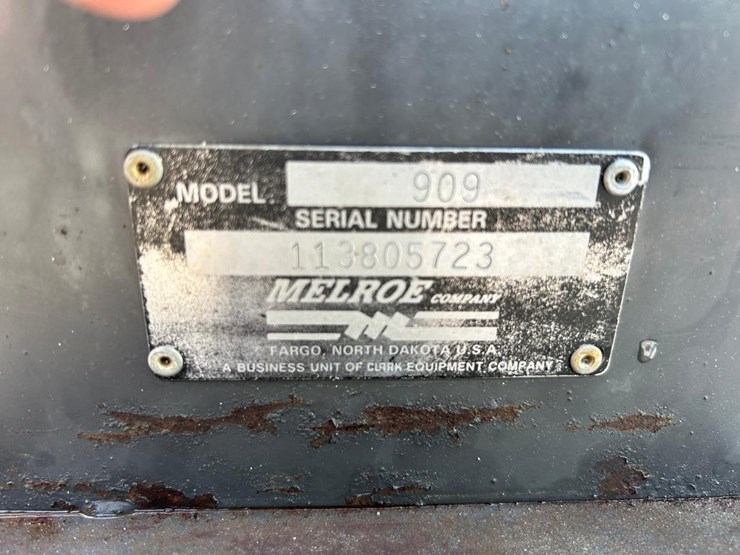 MODEL 909
SERIAL NUMBER
113805723
MELROE COMPANY
FARGO, NORTH DAKOTA U.S.A.
A BUSINESS UNIT OF CLARK EQUIPMENT COMPANY